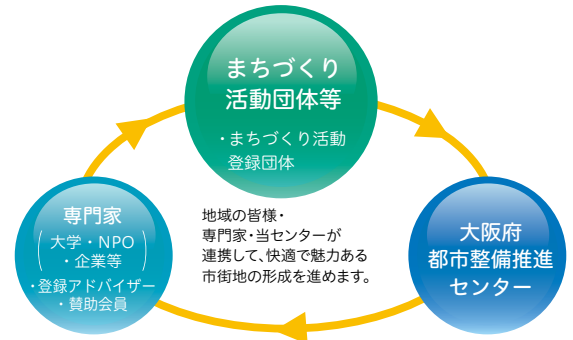 まちづくり
活動団体等
・まちづくり活動
登録団体
専門家
(大学・NPO
・企業等)
・登録アドバイザー
・賛助会員
地域の皆様・
専門家・当センターが
連携して、快適で魅力ある
市街地の形成を進めます。
大阪府
都市整備推進
センター